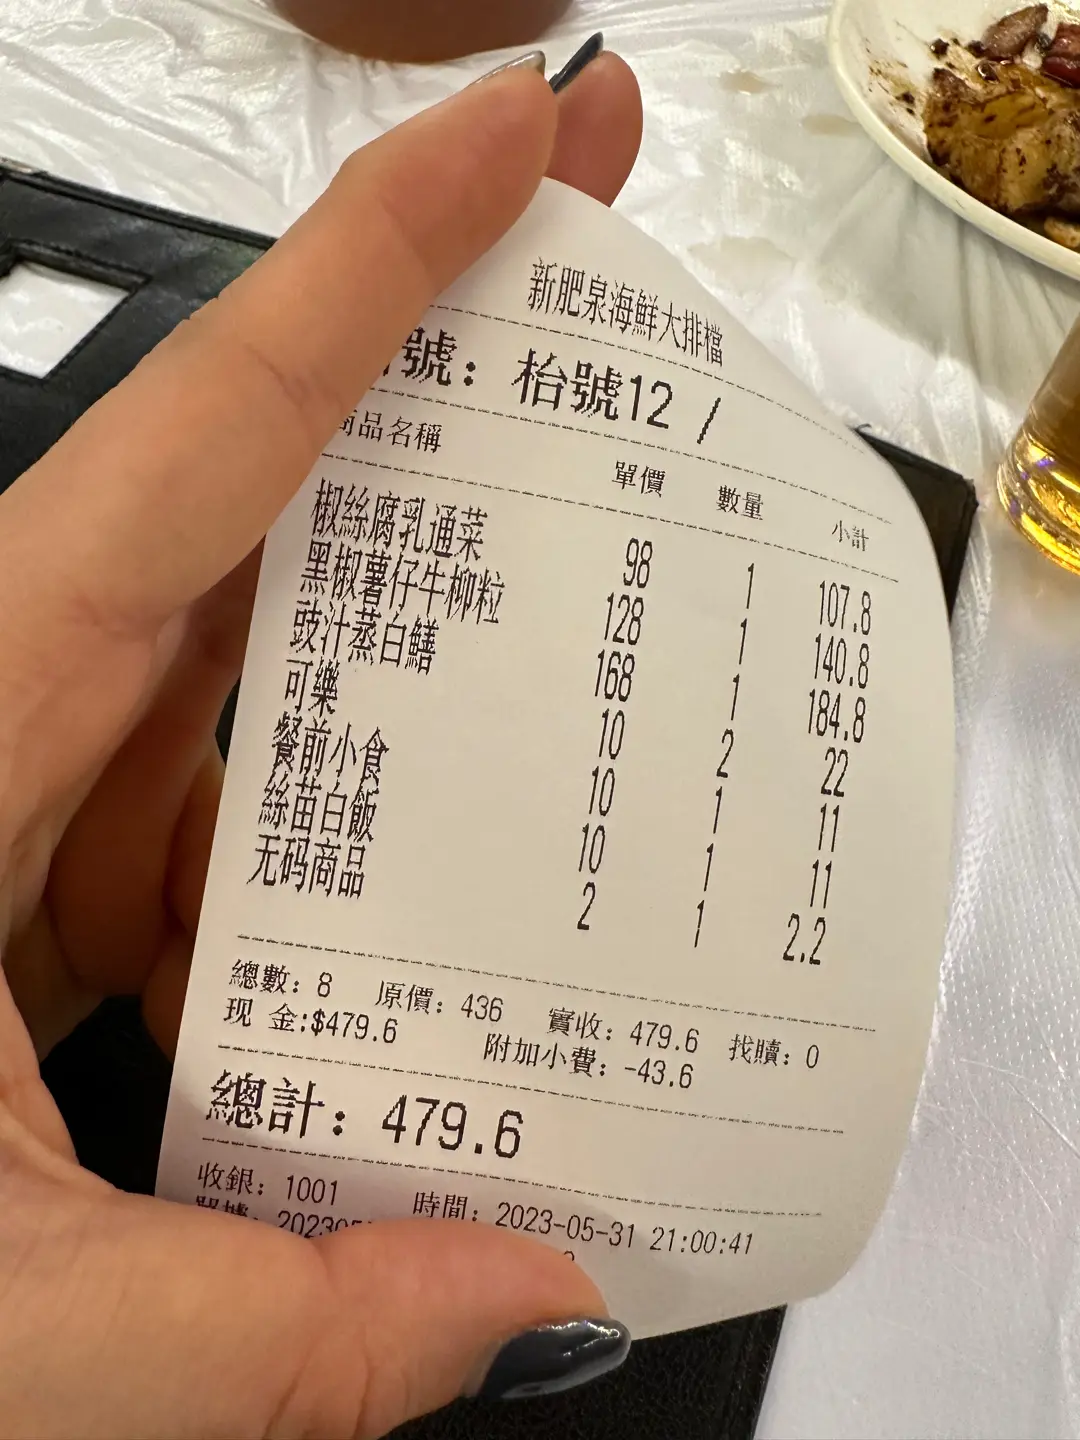 新肥泉海鮮大排檔
號：枱號12 /
商品名稱 單價 數量 小計
椒絲腐乳通菜 98 1 107.8
黑椒薯仔牛柳粒 128 1 140.8
豉汁蒸白鱔 168 1 184.8
可樂 10 2 22
餐前小食 10 1 11
絲苗白飯 10 1 11
无码商品 2 1 2.2
總數：8 原價：436 實收：479.6 找贖：0
现 金:$479.6 附加小費：-43.6
總計：479.6
收銀：1001 時間：2023-05-31 21:00:41
單據：202305